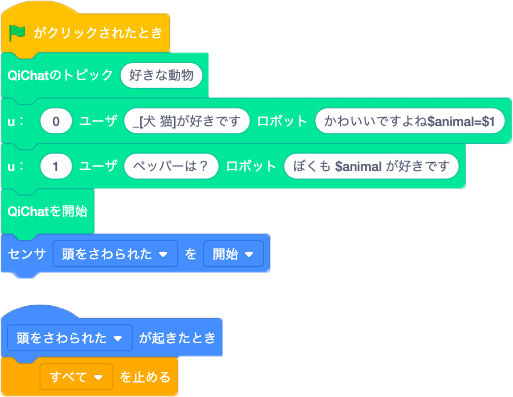 がクリックされたとき
QiChatのトピック 好きな動物
u： 0 ユーザ _[犬 猫]が好きです ロボット かわいいですよね$animal=$1
u： 1 ユーザ ペッパーは？ ロボット ぼくも $animal が好きです
QiChatを開始
センサ 頭をさわられた を 開始
頭をさわられた が起きたとき
すべて を止める